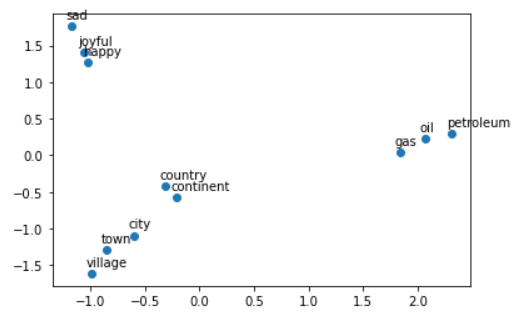 sad
joyful
happy
petroleum
oil
gas
country
continent
city
town
village
1.5
1.0
0.5
0.0
−0.5
−1.0
−1.5
−1.0 −0.5 0.0 0.5 1.0 1.5 2.0